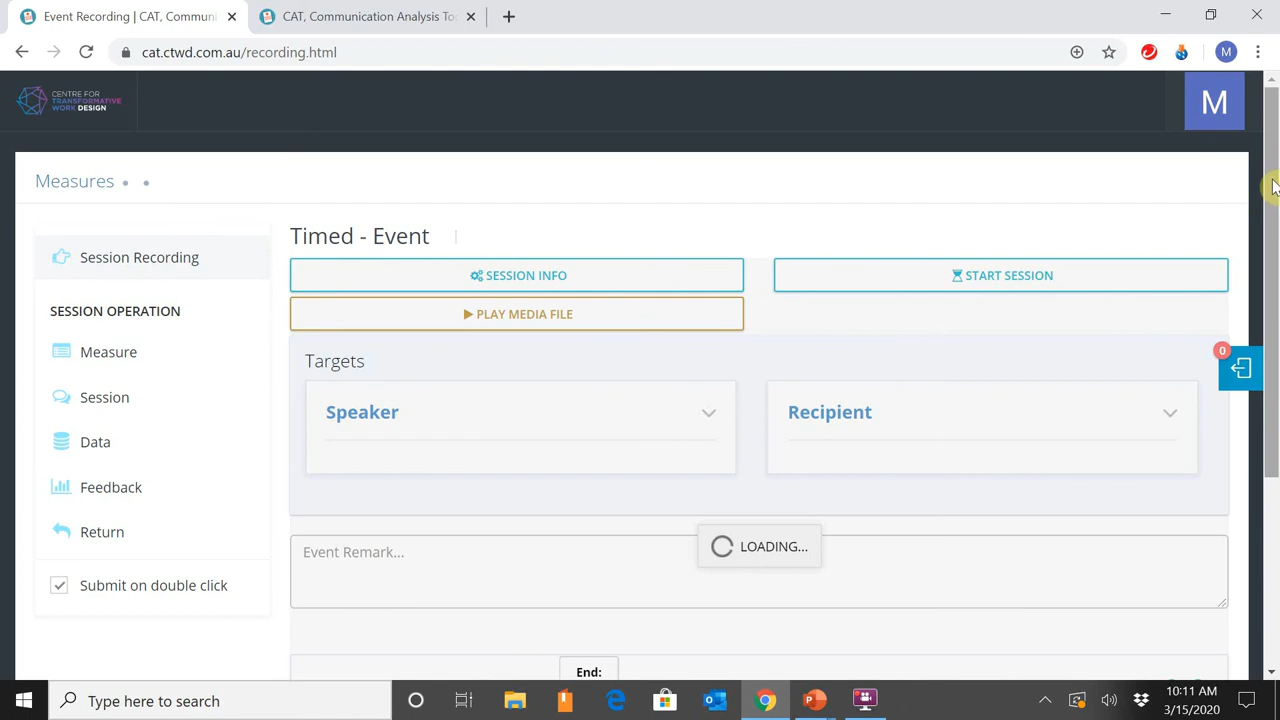 Event Recording | CAT, Communi
CAT, Communication Analysis To
cat.ctwd.com.au/recording.html
M
CENTRE FOR
TRANSFORMATIVE
WORK DESIGN
M
Measures
Session Recording
SESSION OPERATION
Measure
Session
Data
Feedback
Return
Submit on double click
Timed - Event
SESSION INFO
START SESSION
PLAY MEDIA FILE
Targets
0
Speaker
Recipient
LOADING...
Event Remark...
End:
Type here to search
10:11 AM
3/15/2020